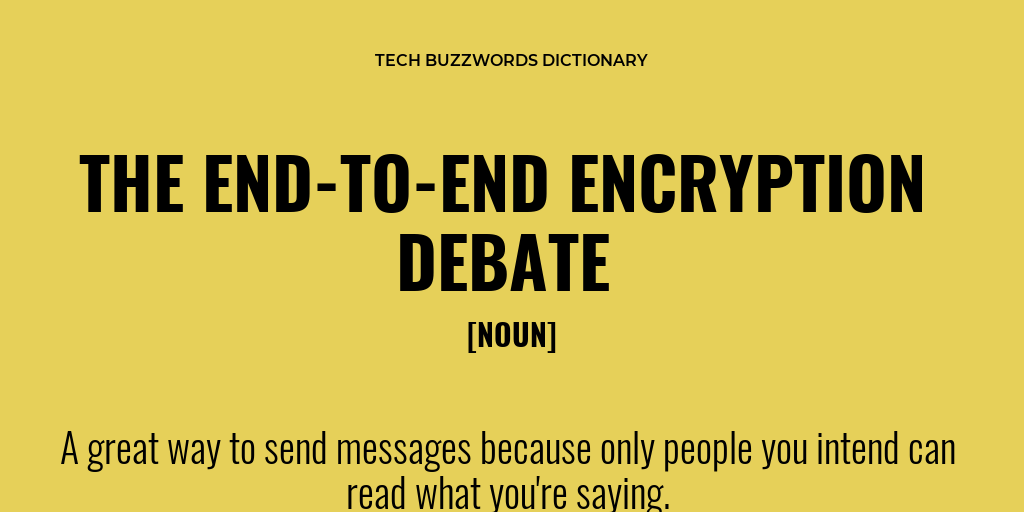 TECH BUZZWORDS DICTIONARY
THE END-TO-END ENCRYPTION
DEBATE
[NOUN]
A great way to send messages because only people you intend can
read what you're saying.